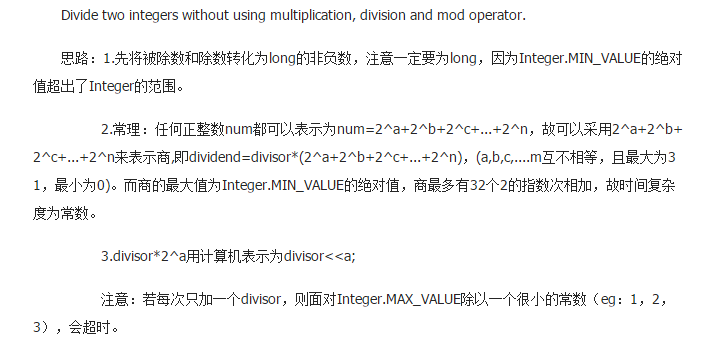 Divide two integers without using multiplication, division and mod operator.
思路：1.先将被除数和除数转化为long的非负数，注意一定要为long，因为Integer.MIN_VALUE的绝对
值超出了Integer的范围。
2.常理：任何正整数num都可以表示为num=2^a+2^b+2^c+...+2^n，故可以采用2^a+2^b+
2^c+...+2^n来表示商,即dividend=divisor*(2^a+2^b+2^c+...+2^n)，(a,b,c,....m互不相等，且最大为3
1，最小为0)。而商的最大值为Integer.MIN_VALUE的绝对值，商最多有32个2的指数次相加，故时间复杂
度为常数。
3.divisor*2^a用计算机表示为divisor<<a;
注意：若每次只加一个divisor，则面对Integer.MAX_VALUE除以一个很小的常数（eg：1，2，
3），会超时。